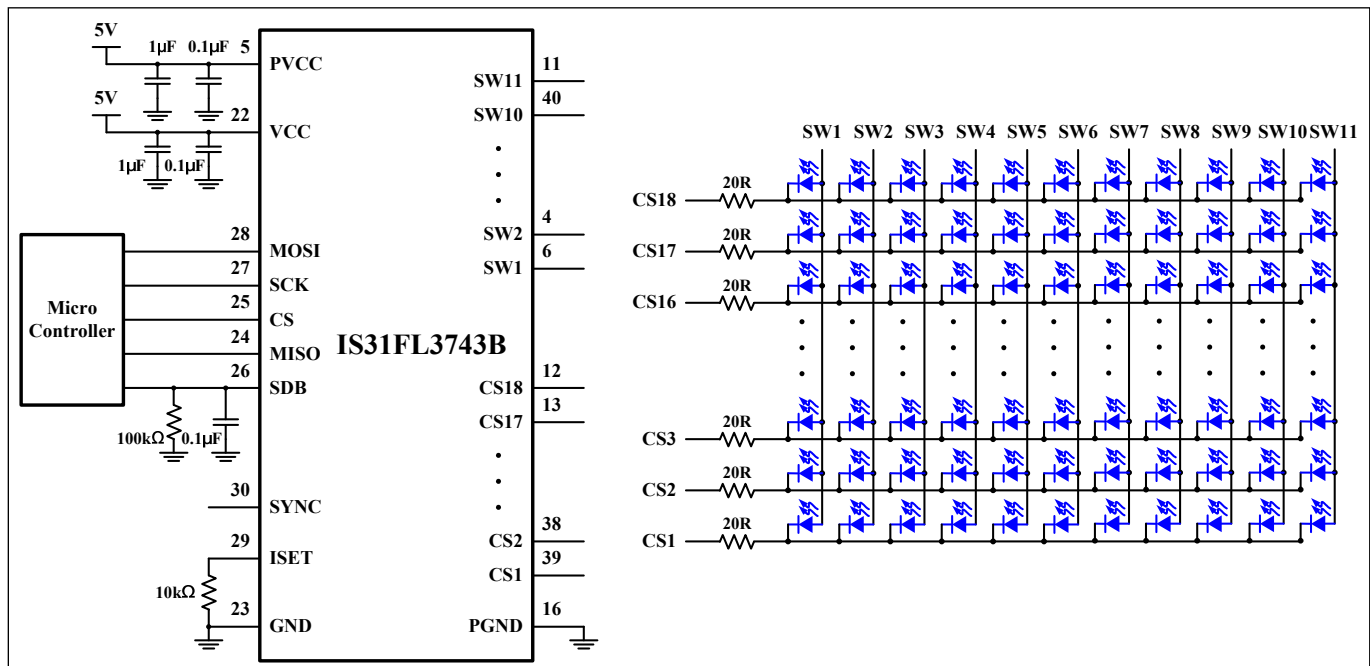 5V
1µF 0.1µF 5
PVCC
5V
22
VCC
1µF 0.1µF
Micro
Controller
28
MOSI
27
SCK
25
CS
24
MISO
26
SDB
100kΩ 0.1µF
30
SYNC
29
ISET
10kΩ
23
GND
IS31FL3743B
11
SW11
40
SW10
4
SW2
6
SW1
12
CS18
13
CS17
38
CS2
39
CS1
16
PGND
SW1 SW2 SW3 SW4 SW5 SW6 SW7 SW8 SW9 SW10 SW11
20R
CS18
20R
CS17
20R
CS16
20R
CS3
20R
CS2
20R
CS1